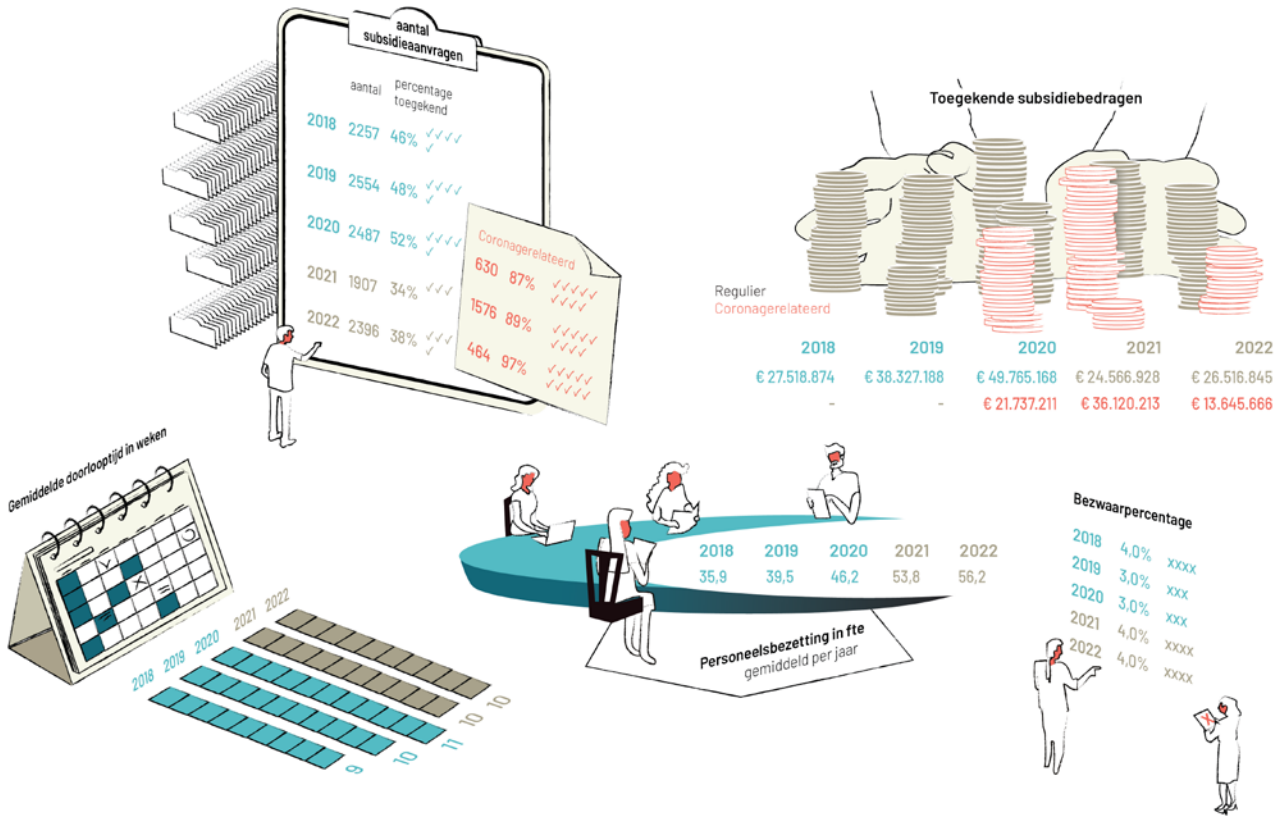 aantal
subsidieaanvragen
aantal percentage
toegekend
2018 2257 46% ✓✓✓✓
✓
2019 2554 48% ✓✓✓✓
✓
2020 2487 52% ✓✓✓✓
✓
2021 1907 34% ✓✓✓
2022 2396 38% ✓✓✓
✓
Coronagerelateerd
630 87% ✓✓✓✓✓
✓✓✓✓
1576 89% ✓✓✓✓✓
✓✓✓✓
464 97% ✓✓✓✓✓
✓✓✓✓✓
Toegekende subsidiebedragen
Regulier
Coronagerelateerd
2018 2019 2020 2021 2022
€ 27.518.874 € 38.327.188 € 49.765.168 € 24.566.928 € 26.516.845
- - € 21.737.211 € 36.120.213 € 13.645.666
Gemiddelde doorlooptijd in weken
2018 2019 2020 2021 2022
9 10 11 10 10
2018 2019 2020 2021 2022
35,9 39,5 46,2 53,8 56,2
Personeelsbezetting in fte
gemiddeld per jaar
Bezwaarpercentage
2018 4,0% xxxx
2019 3,0% xxx
2020 3,0% xxx
2021 4,0% xxxx
2022 4,0% xxxx